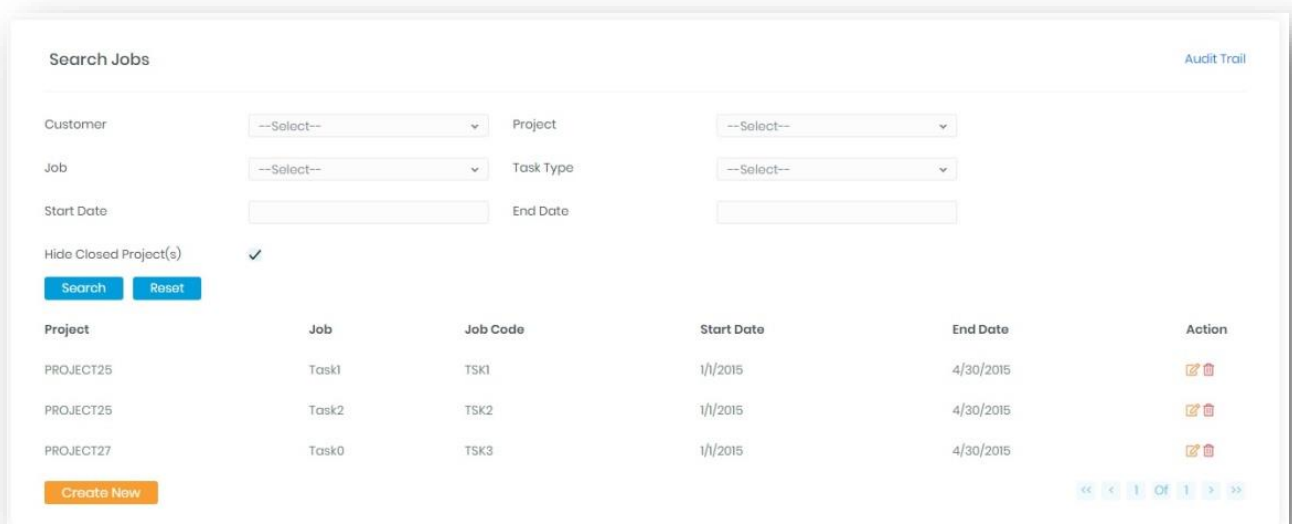 Search Jobs Audit Trail
Customer --Select-- Project --Select--
Job --Select-- Task Type --Select--
Start Date End Date
Hide Closed Project(s)
Search Reset
Project Job Job Code Start Date End Date Action
PROJECT25 Task1 TSK1 1/1/2015 4/30/2015
PROJECT25 Task2 TSK2 1/1/2015 4/30/2015
PROJECT27 Task0 TSK3 1/1/2015 4/30/2015
Create New << < 1 Of 1 > >>